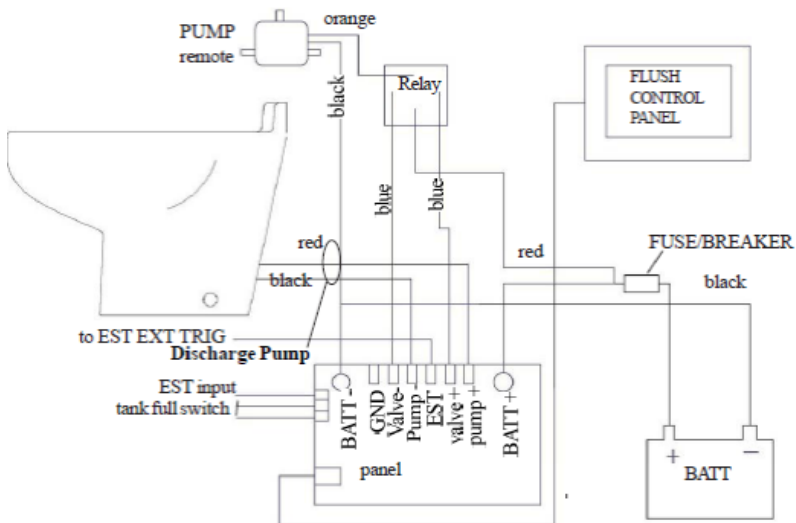 orange
PUMP
remote
black
Relay
FLUSH
CONTROL
PANEL
blue
blue
red
red
FUSE/BREAKER
black
black
to EST EXT TRIG
Discharge Pump
EST input
tank full switch
BATT -
GND
Valve-
Pump -
EST
valve +
pump +
BATT +
panel
+
BATT
−